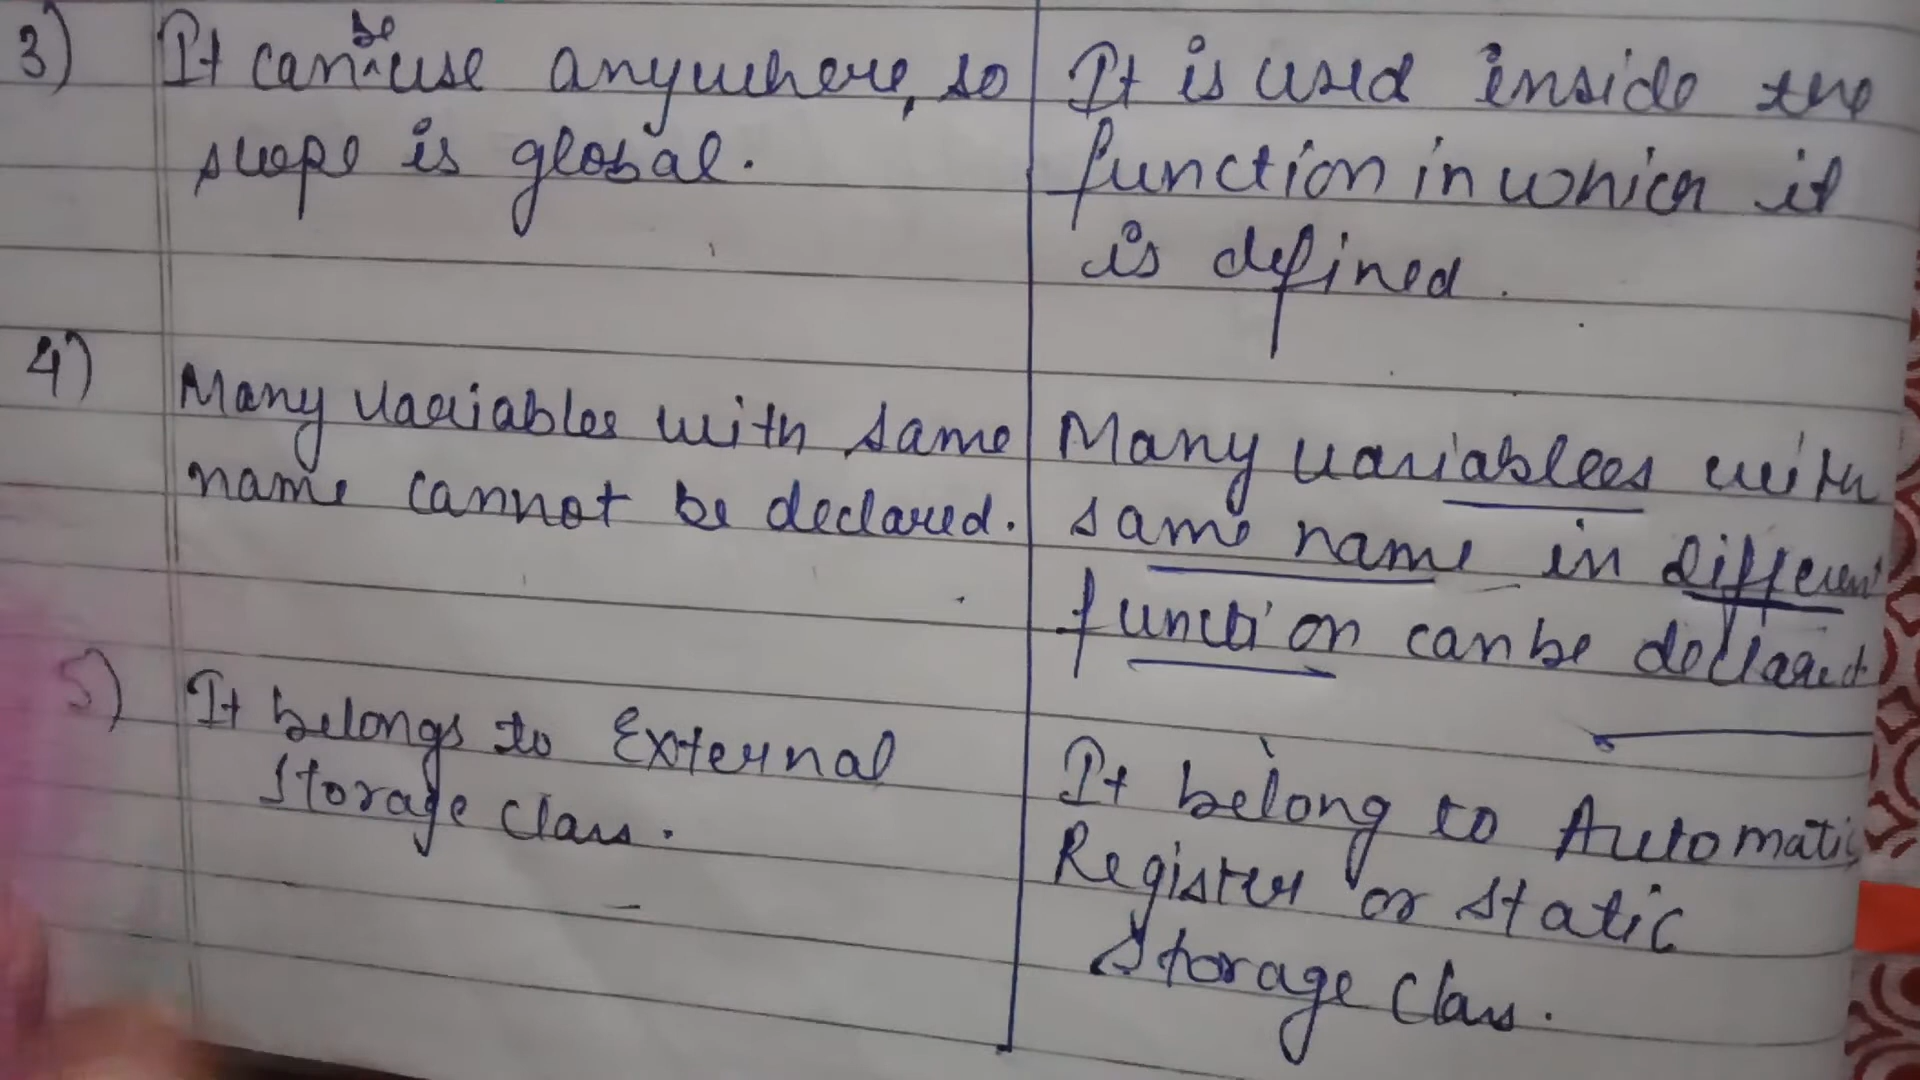 3) It can be use anywhere, so
scope is global.
It is used inside the
function in which it
is defined.
4) Many variables with same
name cannot be declared.
Many variablees with
same name in different
function can be declared
5) It belongs to External
Storage class.
It belong to Automatic
Register or static
Storage class.